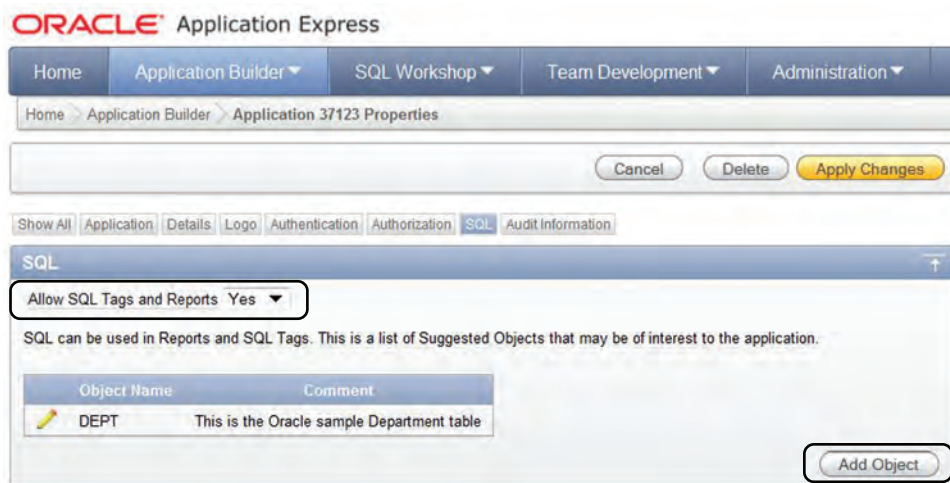 ORACLE Application Express
Home Application Builder SQL Workshop Team Development Administration
Home Application Builder Application 37123 Properties
Cancel Delete Apply Changes
Show All Application Details Logo Authentication Authorization SQL Audit Information
SQL
Allow SQL Tags and Reports Yes
SQL can be used in Reports and SQL Tags. This is a list of Suggested Objects that may be of interest to the application.
Object Name Comment
DEPT This is the Oracle sample Department table
Add Object